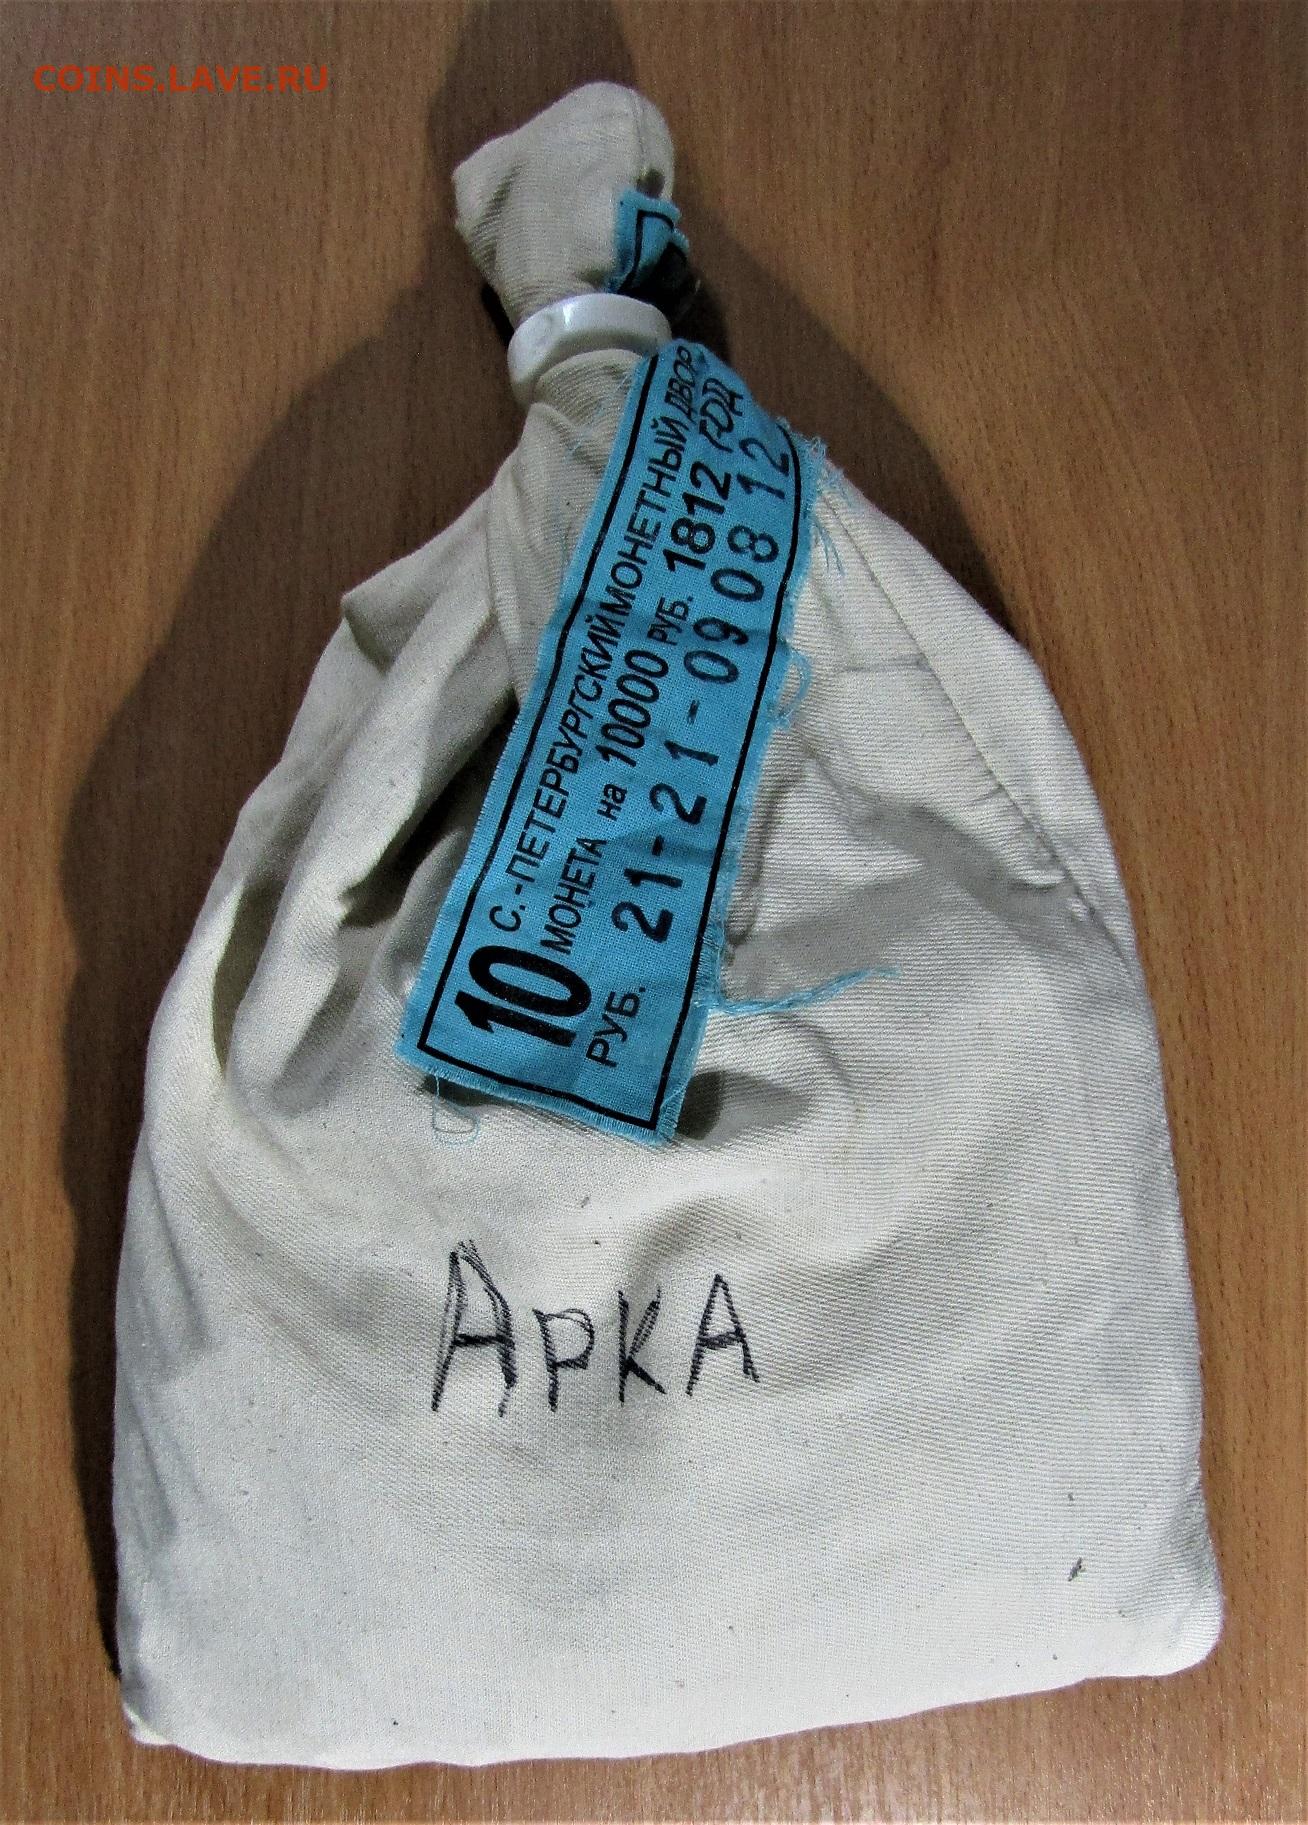 COINS.LAVE.RU
10
РУБ.
С.-ПЕТЕРБУРГСКИЙ МОНЕТНЫЙ ДВОР
МОНЕТА на 10000 РУБ. 1812 ГОД
21-21-09 08 12
АРКА